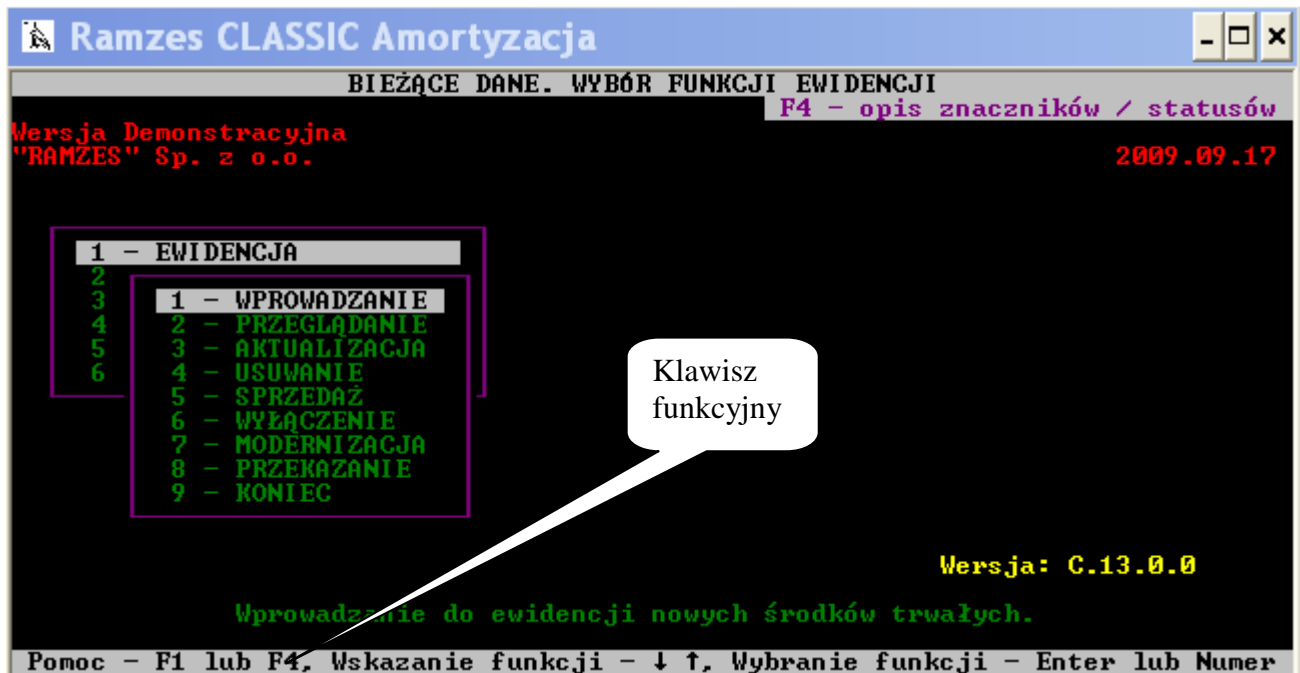 Ramzes CLASSIC Amortyzacja
BIEŻĄCE DANE. WYBÓR FUNKCJI EWIDENCJI
F4 - opis znaczników / statusów
Wersja Demonstracyjna
"RAMZES" Sp. z o.o.
2009.09.17
1 - EWIDENCJA
2
3
4
5
6
1 - WPROWADZANIE
2 - PRZEGLĄDANIE
3 - AKTUALIZACJA
4 - USUWANIE
5 - SPRZEDAŻ
6 - WYŁĄCZENIE
7 - MODERNIZACJA
8 - PRZEKAZANIE
9 - KONIEC
Klawisz
funkcyjny
Wersja: C.13.0.0
Wprowadzanie do ewidencji nowych środków trwałych.
Pomoc - F1 lub F4, Wskazanie funkcji - ↓ ↑, Wybranie funkcji - Enter lub Numer